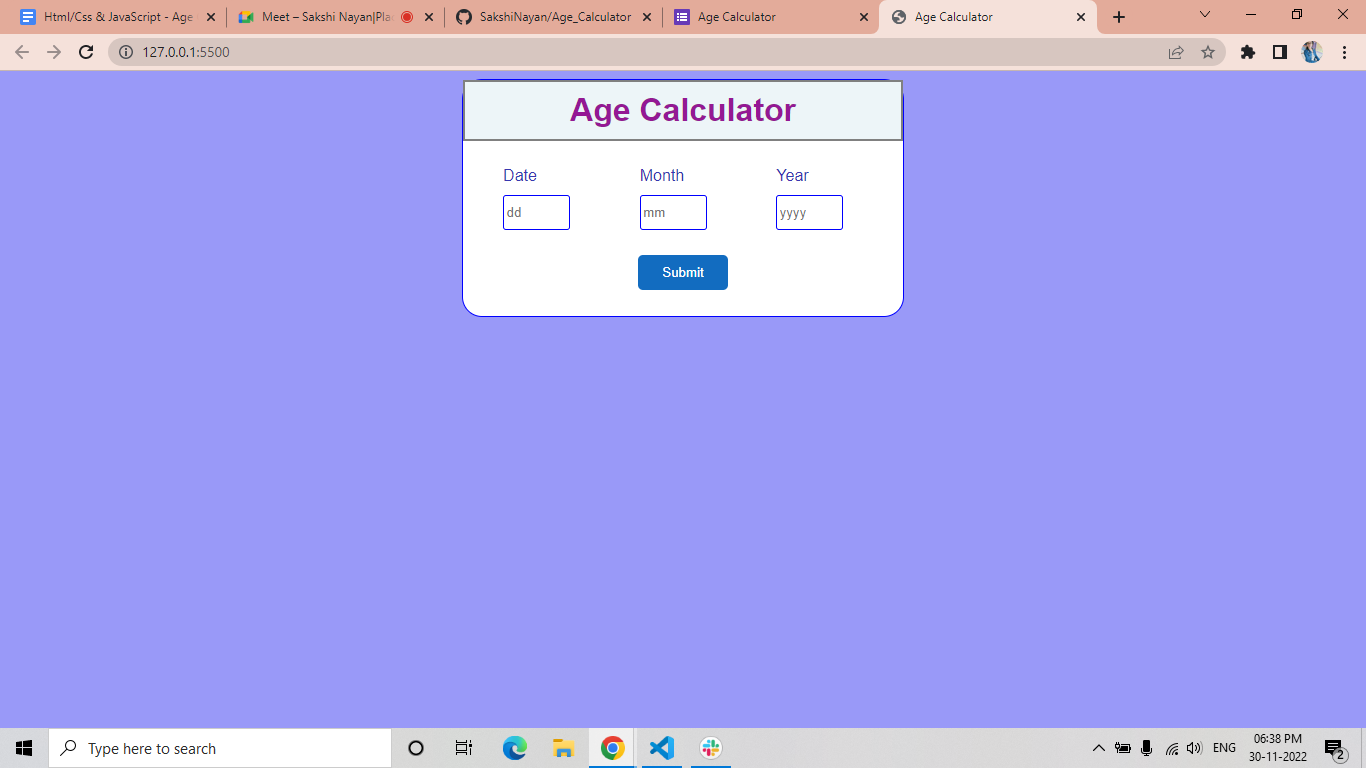 Html/Css & JavaScript - Age
Meet – Sakshi Nayan|Pla
SakshiNayan/Age_Calculator
Age Calculator
Age Calculator
127.0.0.1:5500
Age Calculator
Date Month Year
dd mm yyyy
Submit
Type here to search
ENG
06:38 PM
30-11-2022
2